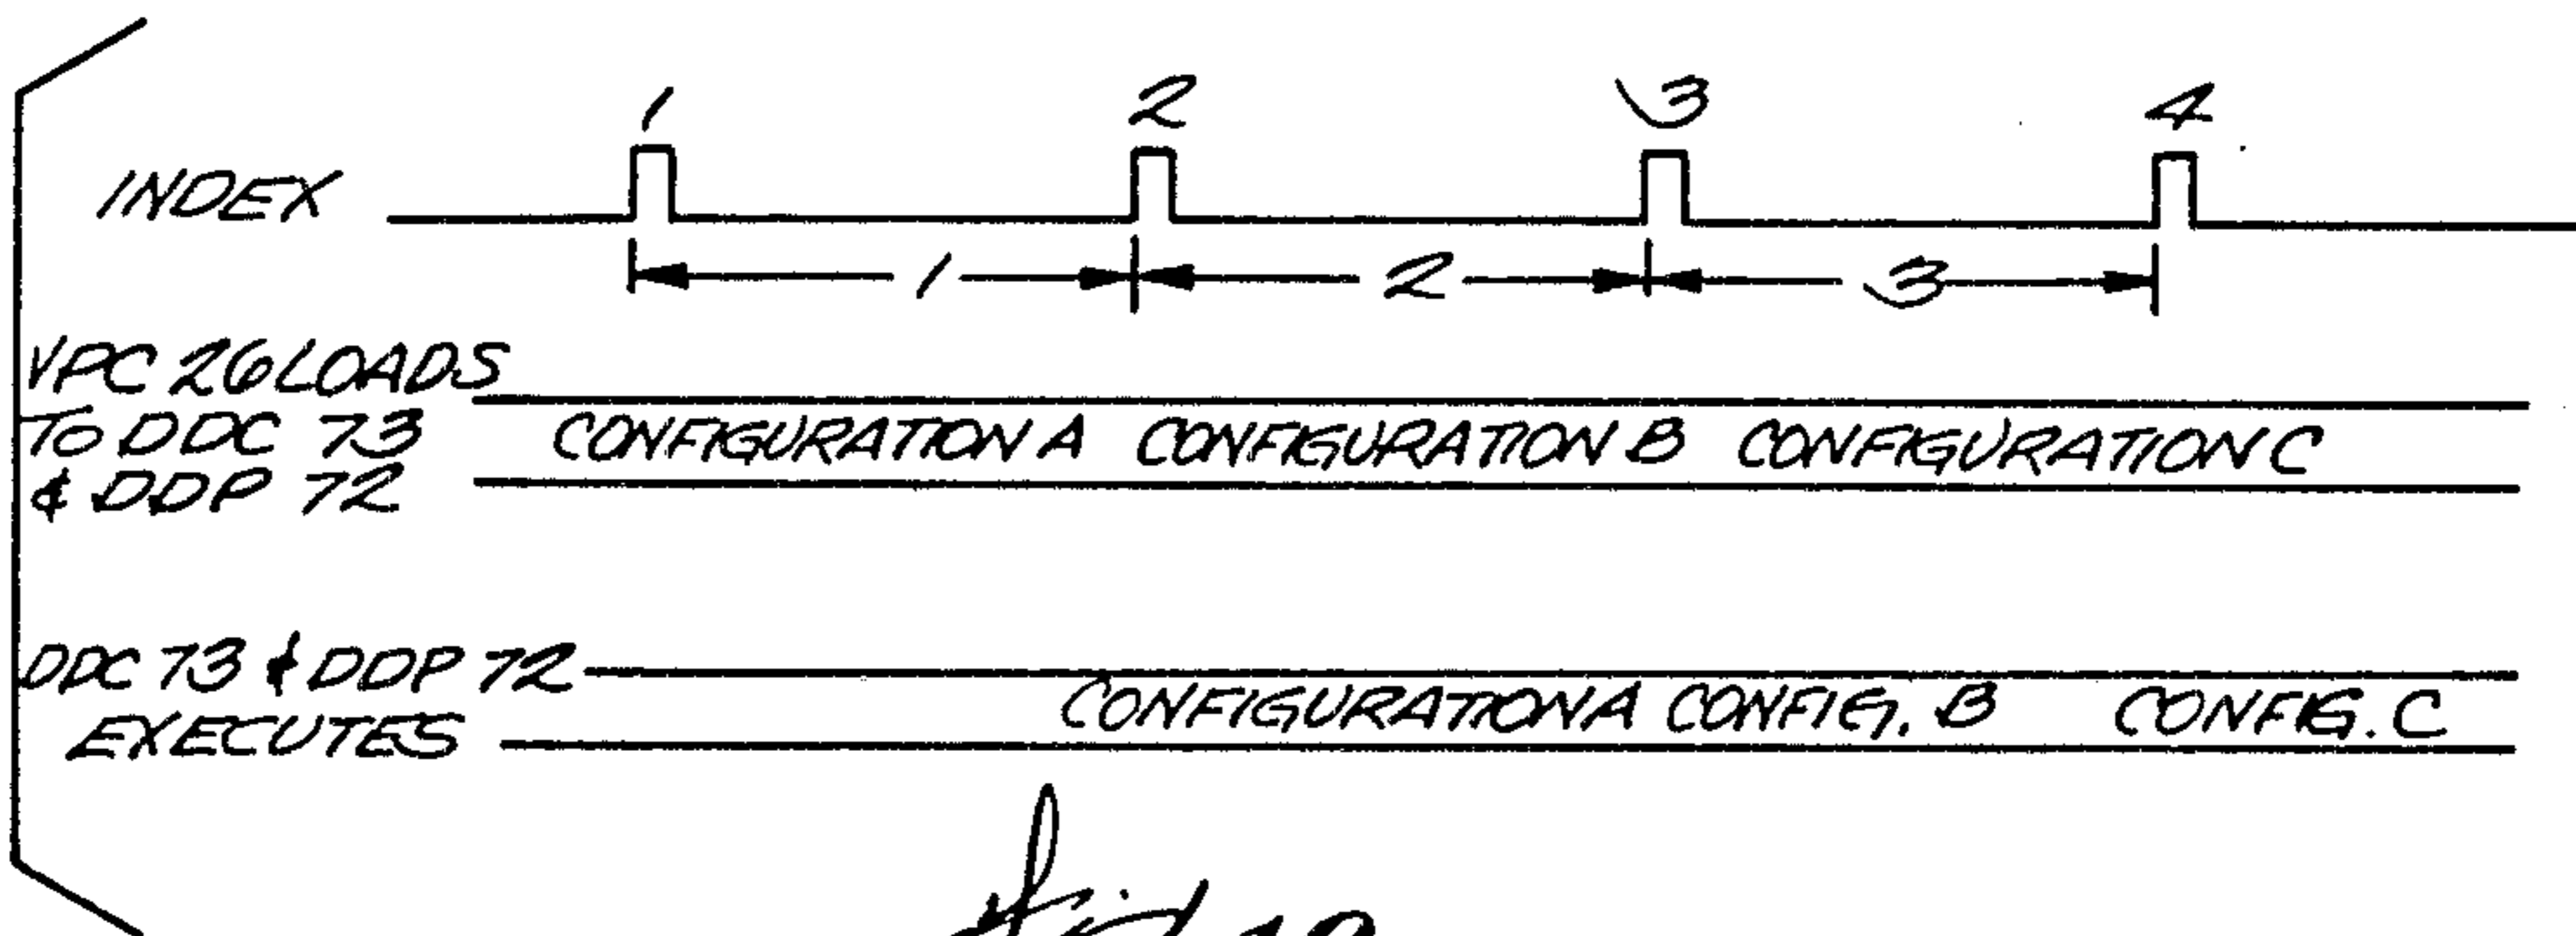 1 2 3 4
INDEX
1 2 3
VPC 26 LOADS
TO DDC 73 CONFIGURATION A CONFIGURATION B CONFIGURATION C
& DDP 72
DDC 73 & DDP 72
CONFIGURATION A CONFIG. B CONFIG. C
EXECUTES